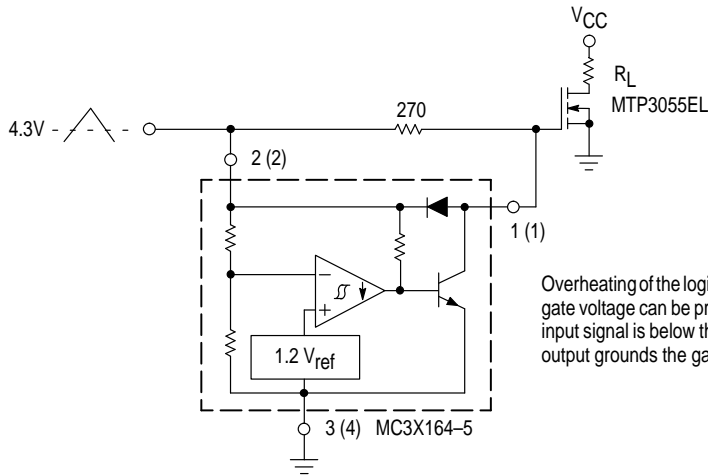 VCC
RL
MTP3055EL
270
4.3V
2 (2)
1 (1)
−
+
1.2 Vref
3 (4) MC3X164–5
Overheating of the logi
gate voltage can be pr
input signal is below th
output grounds the ga